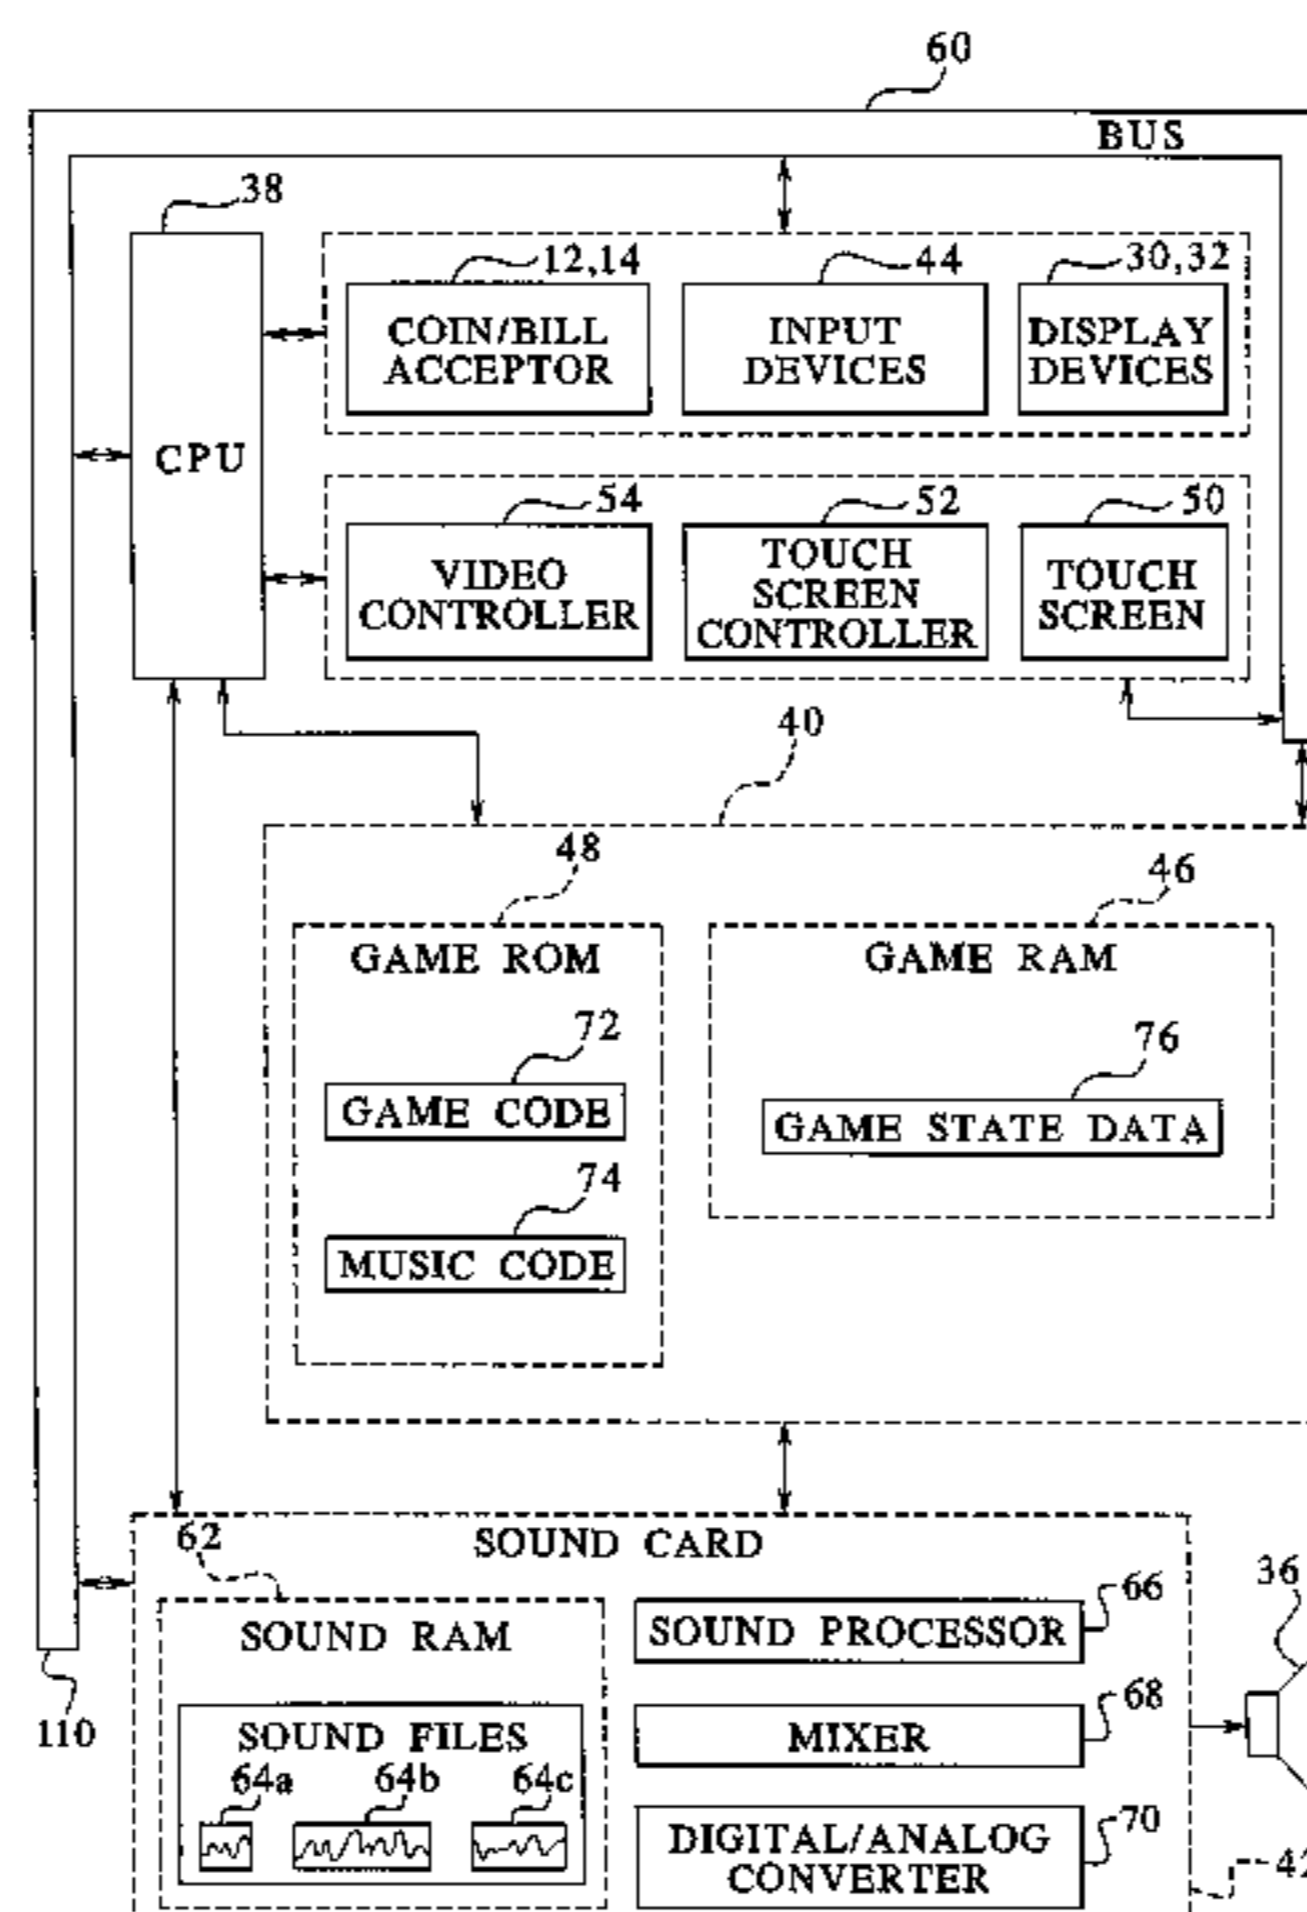 60
BUS
38
12,14
44
30,32
COIN/BILL
ACCEPTOR
INPUT
DEVICES
DISPLAY
DEVICES
CPU
54
52
50
VIDEO
CONTROLLER
TOUCH
SCREEN
CONTROLLER
TOUCH
SCREEN
40
48
46
GAME ROM
GAME RAM
72
GAME CODE
76
GAME STATE DATA
74
MUSIC CODE
62
SOUND CARD
66
36
SOUND RAM
SOUND PROCESSOR
68
110
SOUND FILES
MIXER
64a
64b
64c
70
DIGITAL/ANALOG
CONVERTER
42